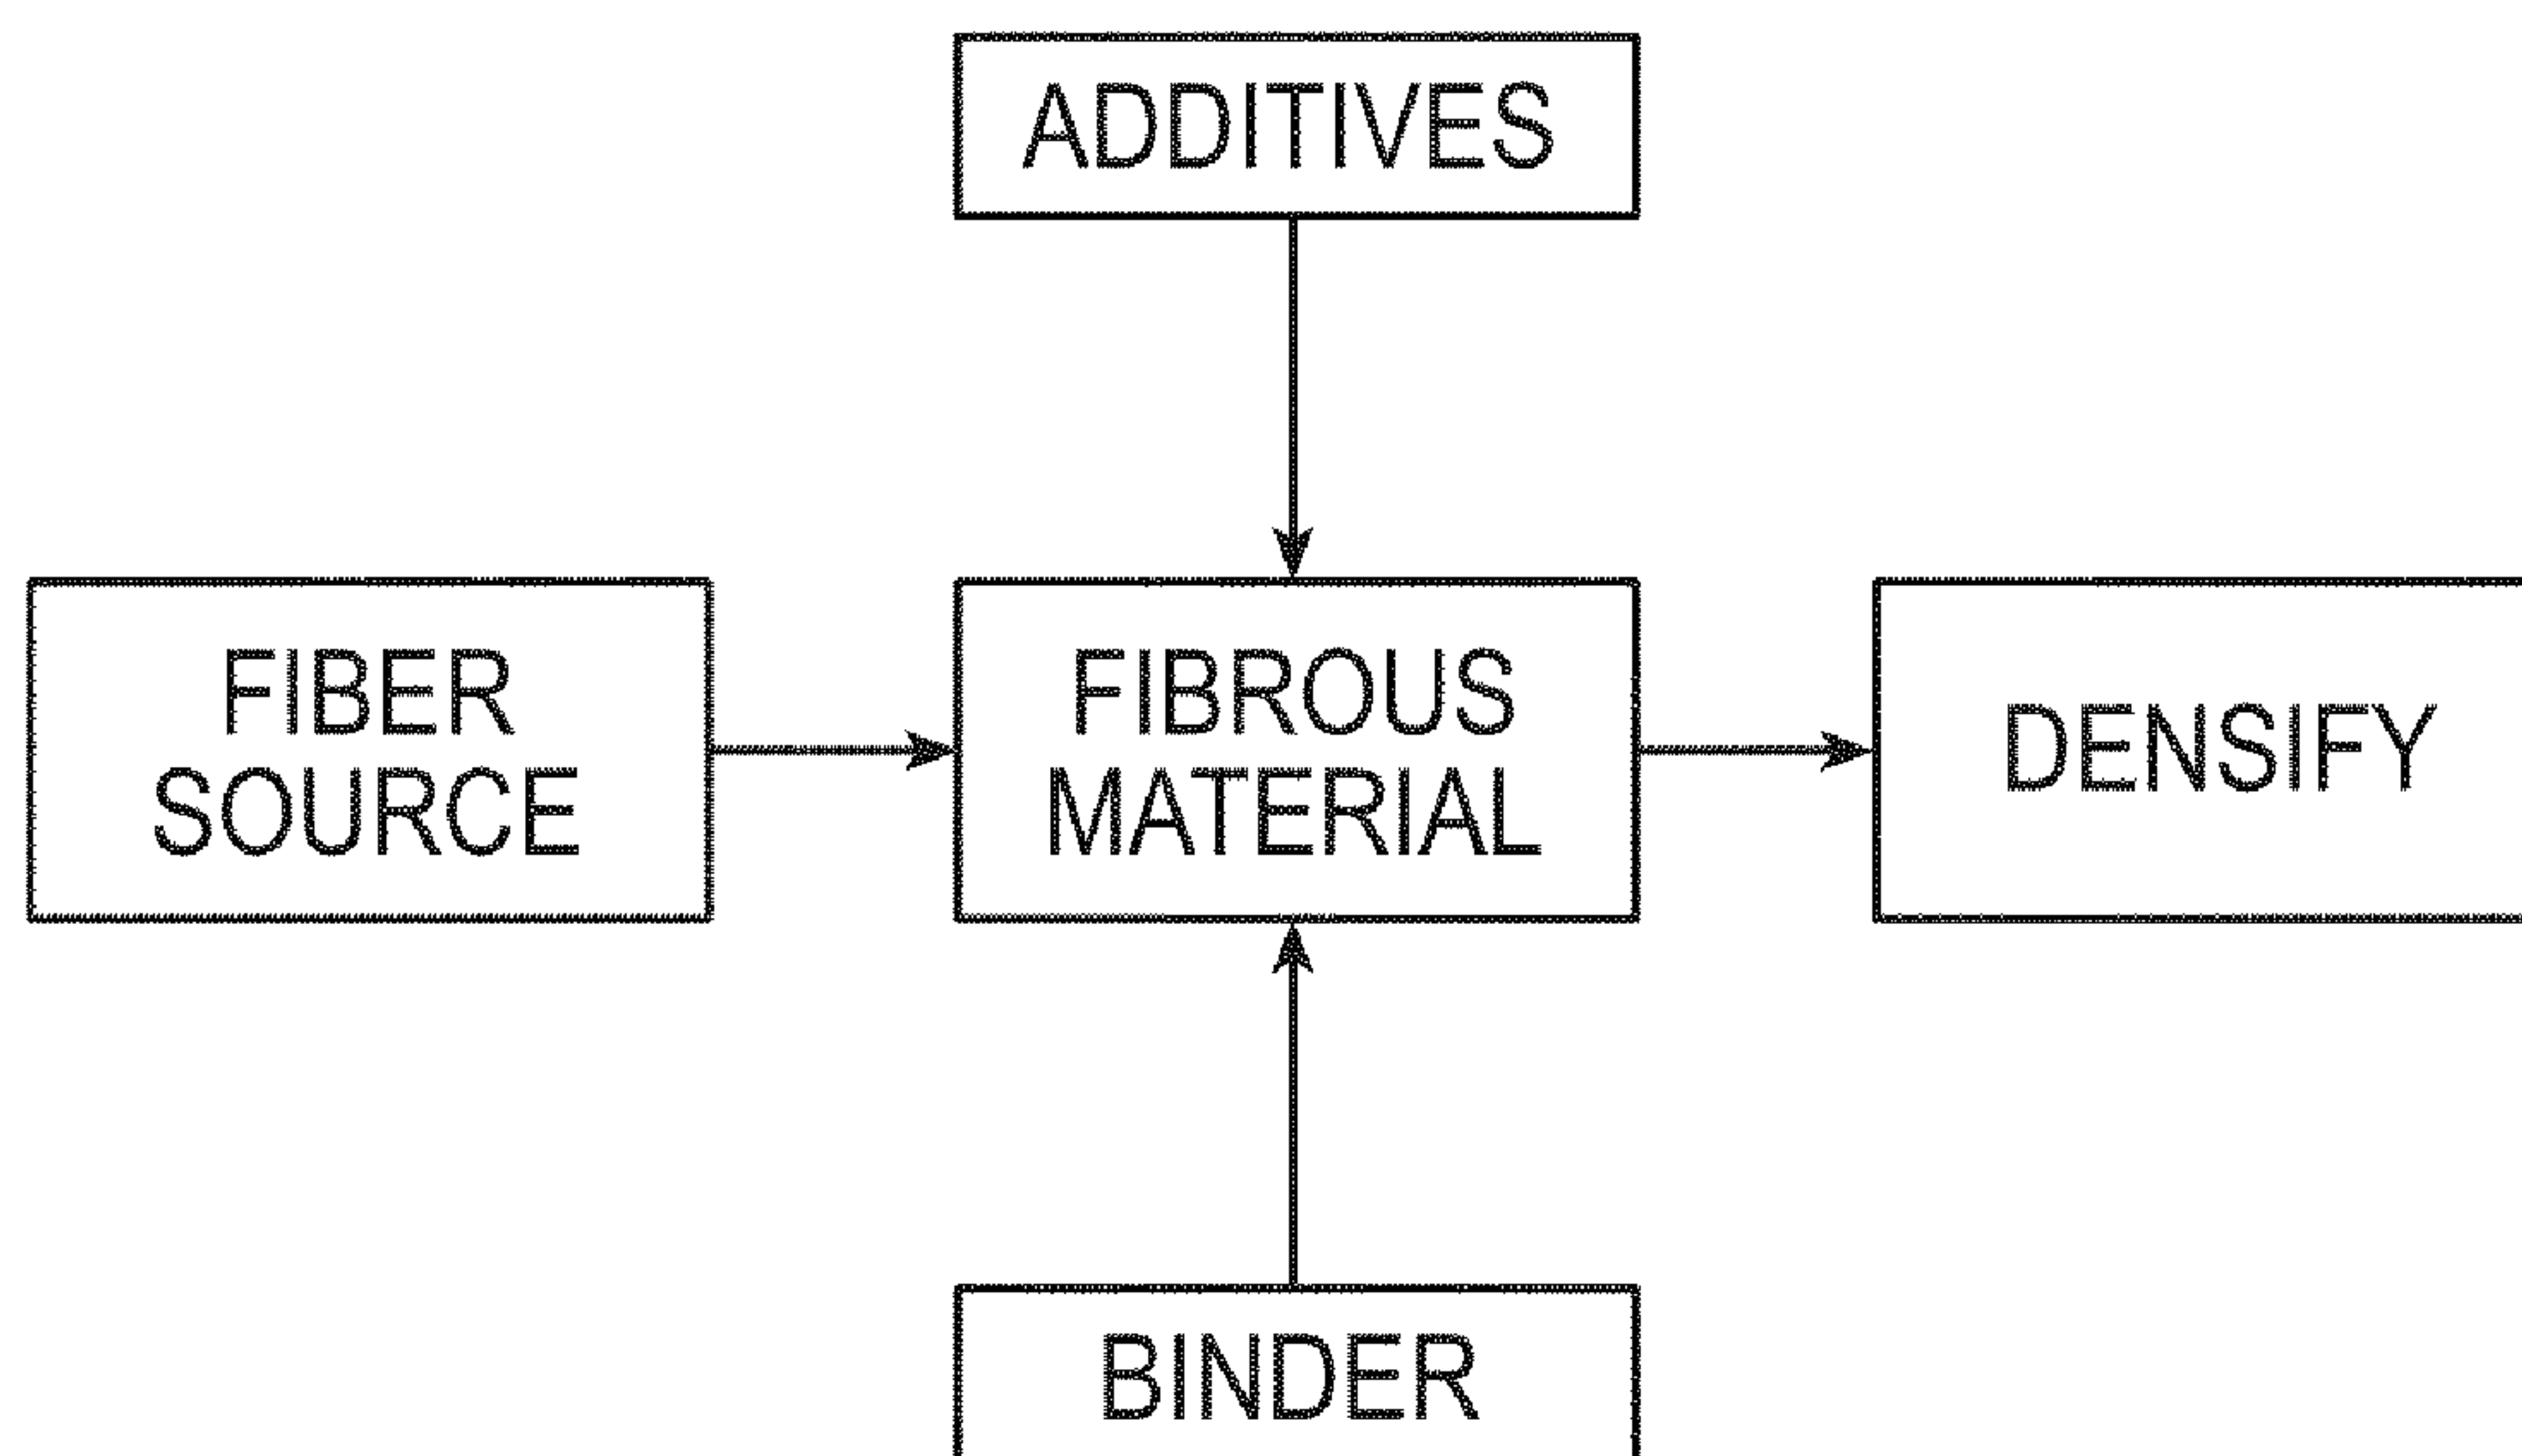 ADDITIVES
FIBER
SOURCE
FIBROUS
MATERIAL
DENSIFY
BINDER